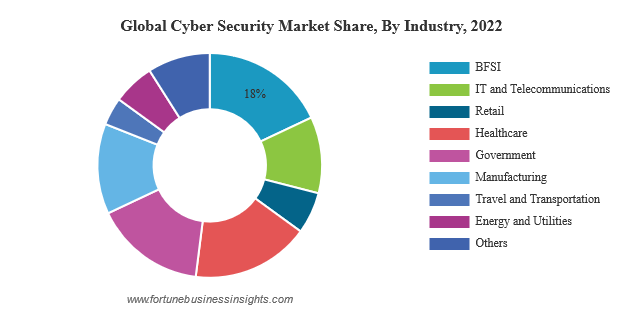 Global Cyber Security Market Share, By Industry, 2022
18%
BFSI
IT and Telecommunications
Retail
Healthcare
Government
Manufacturing
Travel and Transportation
Energy and Utilities
Others
www.fortunebusinessinsights.com